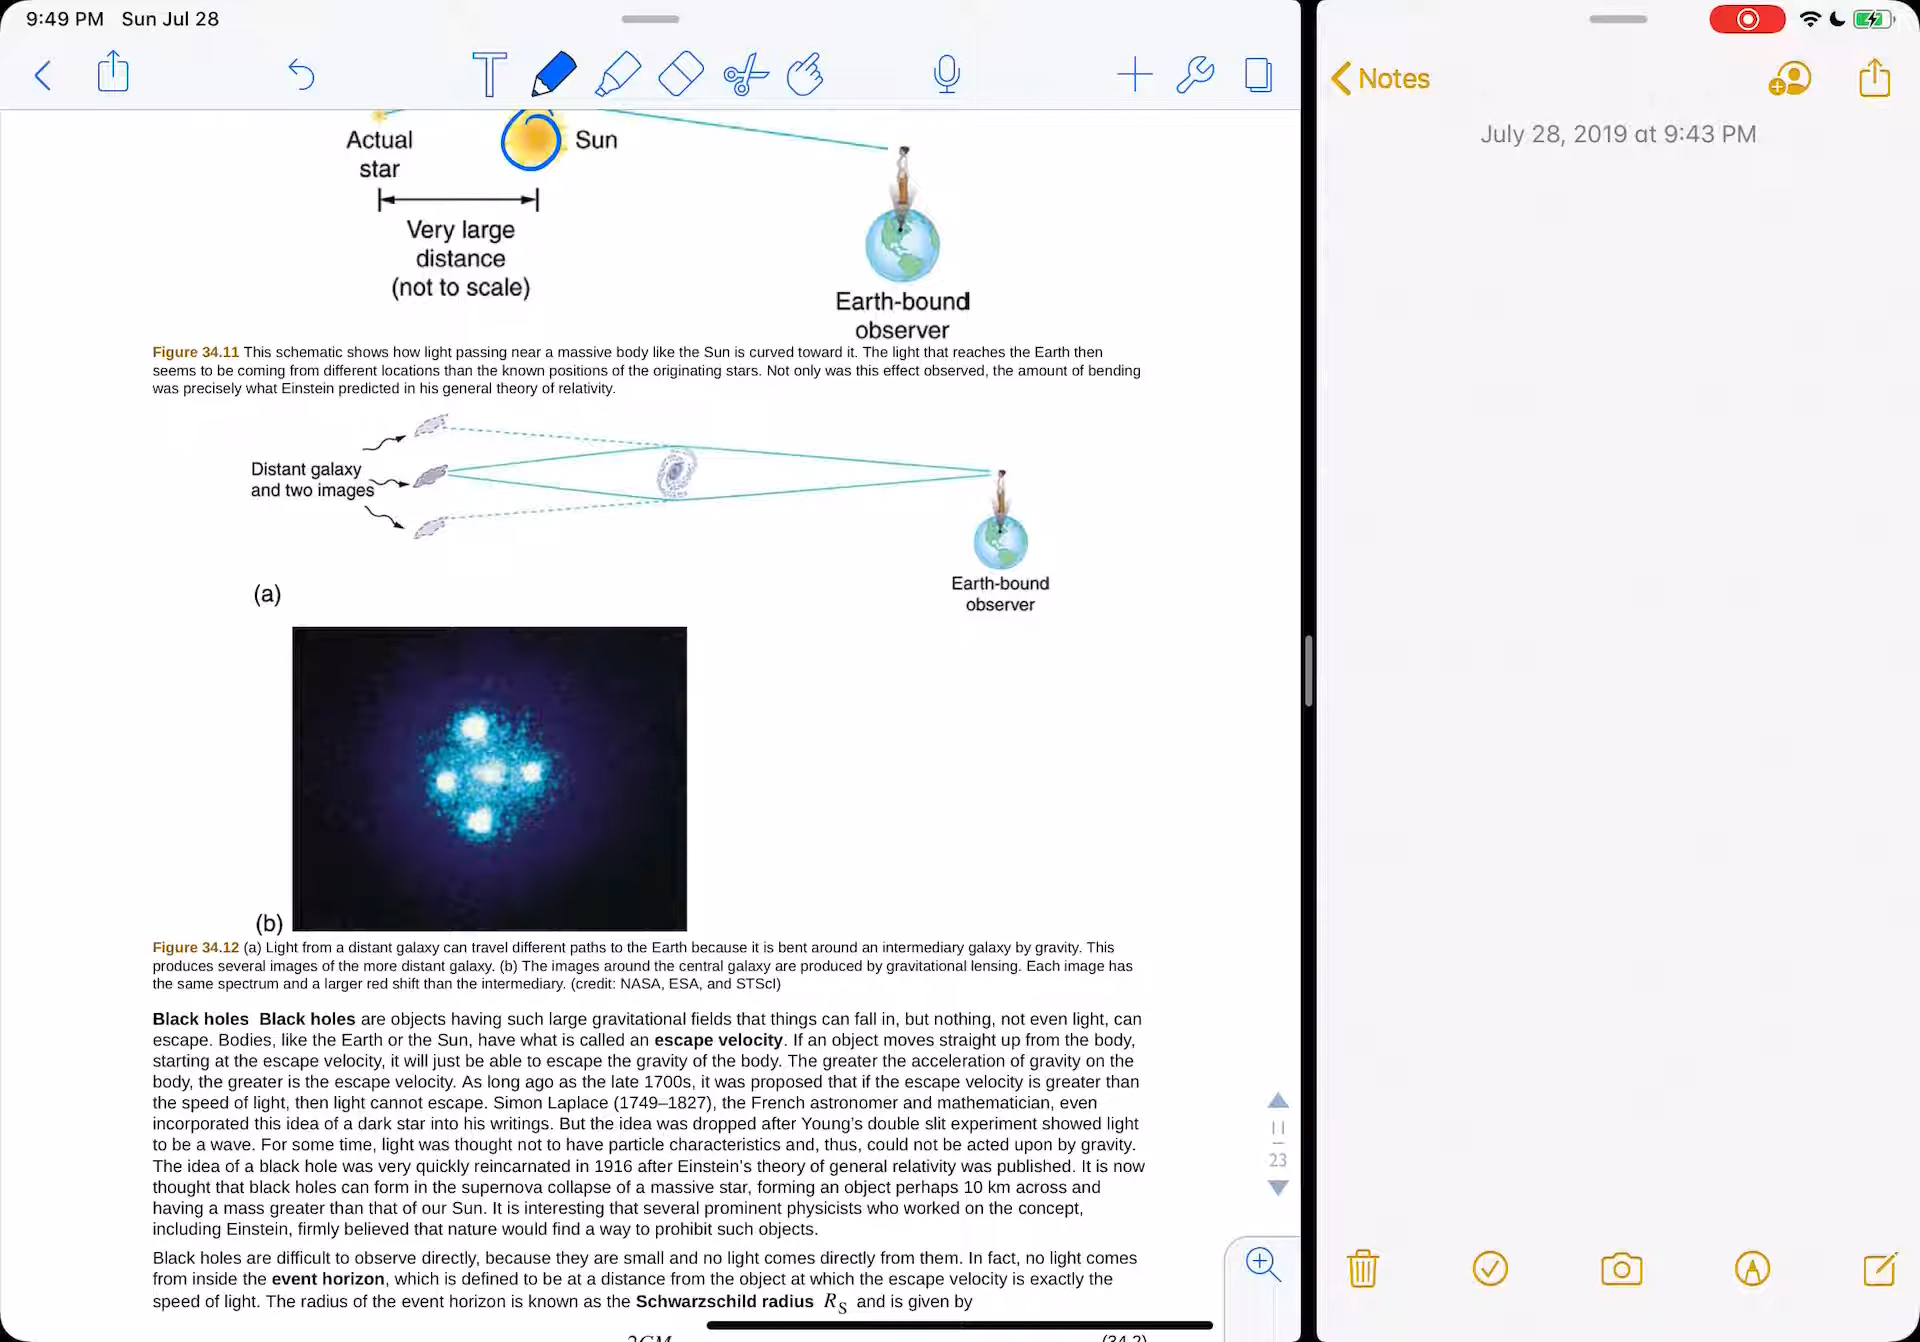 9:49 PM Sun Jul 28
Notes
July 28, 2019 at 9:43 PM
Actual
star
Sun
Very large
distance
(not to scale)
Earth-bound
observer
Figure 34.11 This schematic shows how light passing near a massive body like the Sun is curved toward it. The light that reaches the Earth then
seems to be coming from different locations than the known positions of the originating stars. Not only was this effect observed, the amount of bending
was precisely what Einstein predicted in his general theory of relativity.
Distant galaxy
and two images
Earth-bound
observer
(a)
(b)
Figure 34.12 (a) Light from a distant galaxy can travel different paths to the Earth because it is bent around an intermediary galaxy by gravity. This
produces several images of the more distant galaxy. (b) The images around the central galaxy are produced by gravitational lensing. Each image has
the same spectrum and a larger red shift than the intermediary. (credit: NASA, ESA, and STScI)
Black holes Black holes are objects having such large gravitational fields that things can fall in, but nothing, not even light, can
escape. Bodies, like the Earth or the Sun, have what is called an escape velocity. If an object moves straight up from the body,
starting at the escape velocity, it will just be able to escape the gravity of the body. The greater the acceleration of gravity on the
body, the greater is the escape velocity. As long ago as the late 1700s, it was proposed that if the escape velocity is greater than
the speed of light, then light cannot escape. Simon Laplace (1749–1827), the French astronomer and mathematician, even
incorporated this idea of a dark star into his writings. But the idea was dropped after Young's double slit experiment showed light
to be a wave. For some time, light was thought not to have particle characteristics and, thus, could not be acted upon by gravity.
The idea of a black hole was very quickly reincarnated in 1916 after Einstein's theory of general relativity was published. It is now
thought that black holes can form in the supernova collapse of a massive star, forming an object perhaps 10 km across and
having a mass greater than that of our Sun. It is interesting that several prominent physicists who worked on the concept,
including Einstein, firmly believed that nature would find a way to prohibit such objects.
Black holes are difficult to observe directly, because they are small and no light comes directly from them. In fact, no light comes
from inside the event horizon, which is defined to be at a distance from the object at which the escape velocity is exactly the
speed of light. The radius of the event horizon is known as the Schwarzschild radius R_S and is given by
2GM
(34.2)
11
23